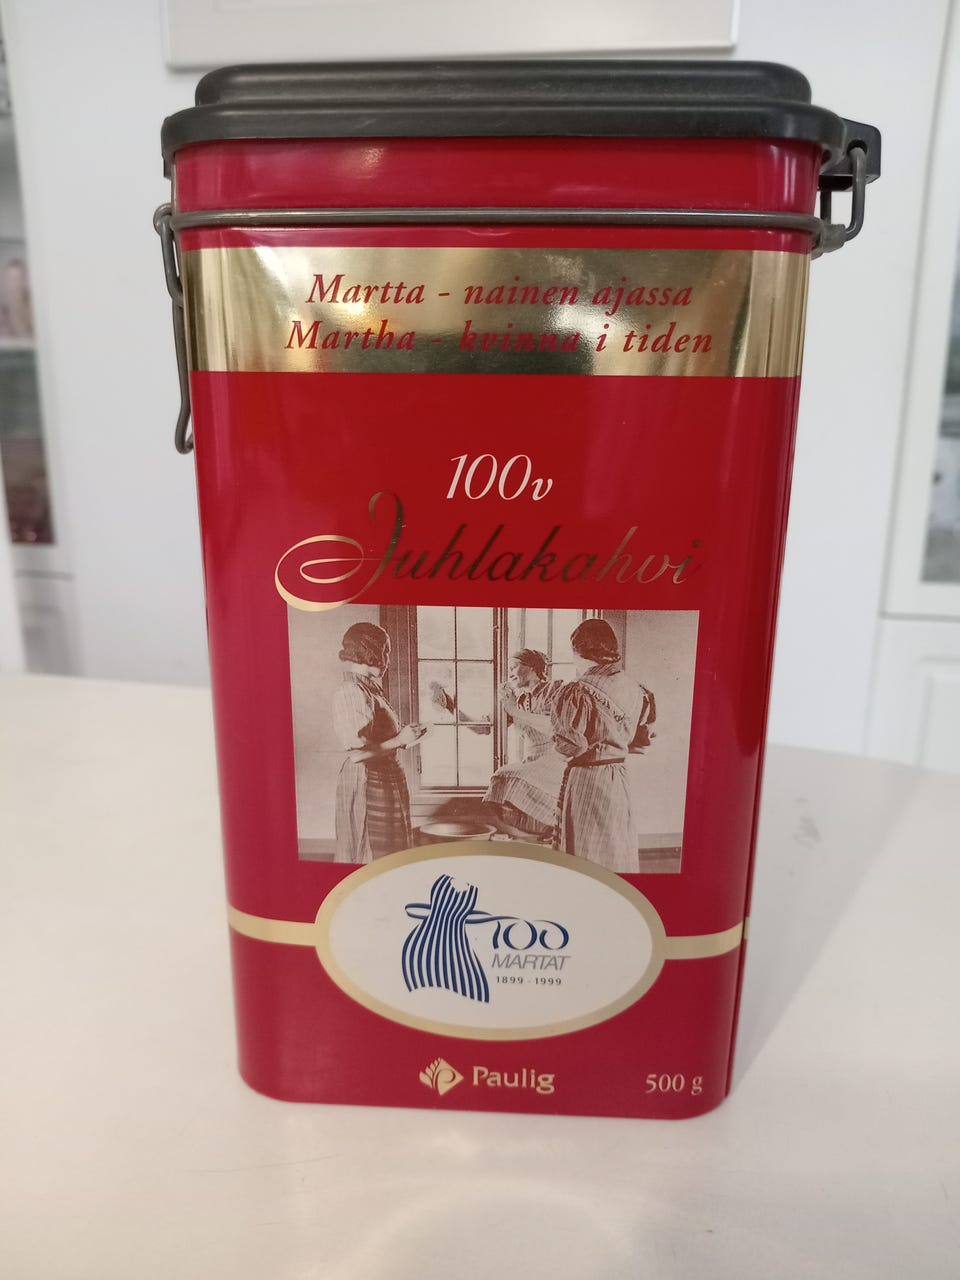 Martta - nainen ajassa
Martha - kvinna i tiden
100v
Juhlakahvi
100
MARTAT
1899 - 1999
Paulig
500 g